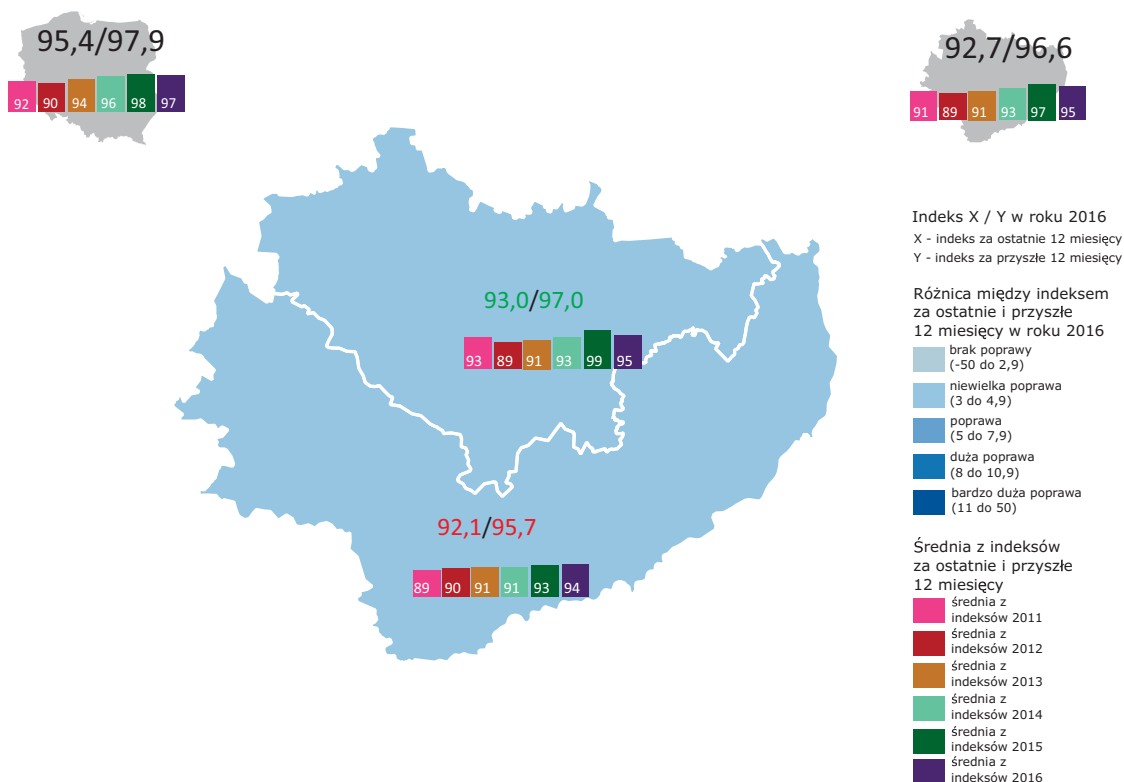 95,4/97,9
92 90 94 96 98 97
92,7/96,6
91 89 91 93 97 95
93,0/97,0
93 89 91 93 99 95
92,1/95,7
89 90 91 91 93 94
Indeks X / Y w roku 2016
X - indeks za ostatnie 12 miesięcy
Y - indeks za przyszłe 12 miesięcy
Różnica między indeksem
za ostatnie i przyszłe
12 miesięcy w roku 2016
brak poprawy
(-50 do 2,9)
niewielka poprawa
(3 do 4,9)
poprawa
(5 do 7,9)
duża poprawa
(8 do 10,9)
bardzo duża poprawa
(11 do 50)
Średnia z indeksów
za ostatnie i przyszłe
12 miesięcy
średnia z
indeksów 2011
średnia z
indeksów 2012
średnia z
indeksów 2013
średnia z
indeksów 2014
średnia z
indeksów 2015
średnia z
indeksów 2016